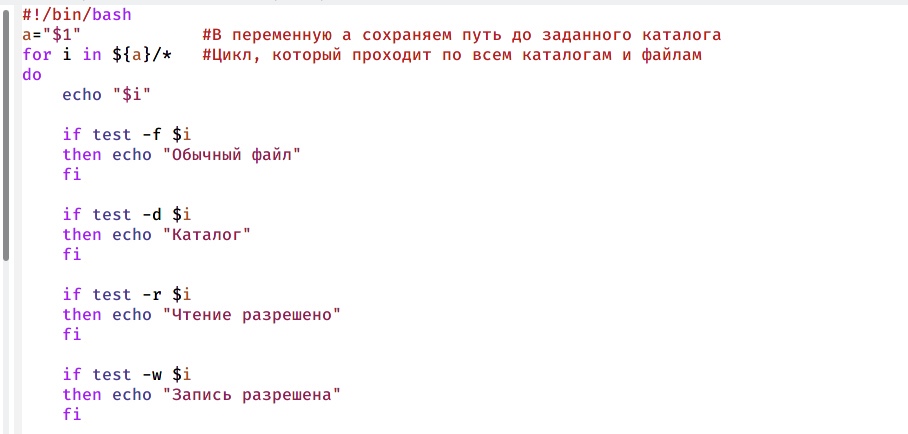 #!/bin/bash
a="$1" #В переменную a сохраняем путь до заданного каталога
for i in ${a}/* #Цикл, который проходит по всем каталогам и файлам
do
echo "$i"
if test -f $i
then echo "Обычный файл"
fi
if test -d $i
then echo "Каталог"
fi
if test -r $i
then echo "Чтение разрешено"
fi
if test -w $i
then echo "Запись разрешена"
fi